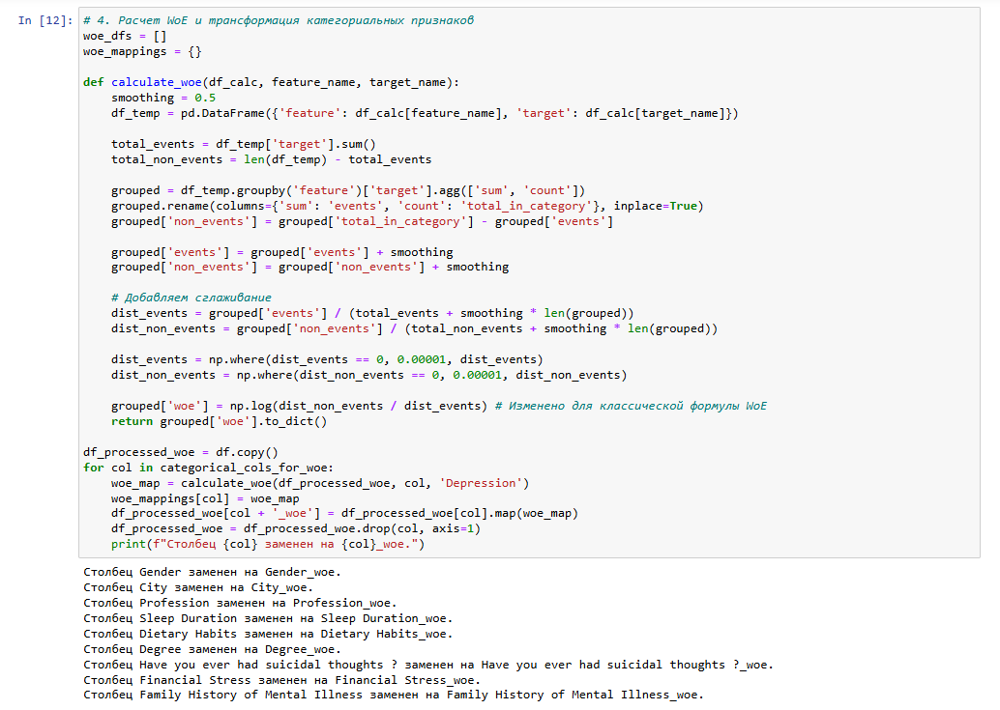 In [12]: # 4. Расчет WoE и трансформация категориальных признаков
woe_dfs = []
woe_mappings = {}

def calculate_woe(df_calc, feature_name, target_name):
    smoothing = 0.5
    df_temp = pd.DataFrame({'feature': df_calc[feature_name], 'target': df_calc[target_name]})

    total_events = df_temp['target'].sum()
    total_non_events = len(df_temp) - total_events

    grouped = df_temp.groupby('feature')['target'].agg(['sum', 'count'])
    grouped.rename(columns={'sum': 'events', 'count': 'total_in_category'}, inplace=True)
    grouped['non_events'] = grouped['total_in_category'] - grouped['events']

    grouped['events'] = grouped['events'] + smoothing
    grouped['non_events'] = grouped['non_events'] + smoothing

    # Добавляем сглаживание
    dist_events = grouped['events'] / (total_events + smoothing * len(grouped))
    dist_non_events = grouped['non_events'] / (total_non_events + smoothing * len(grouped))

    dist_events = np.where(dist_events == 0, 0.00001, dist_events)
    dist_non_events = np.where(dist_non_events == 0, 0.00001, dist_non_events)

    grouped['woe'] = np.log(dist_non_events / dist_events) # Изменено для классической формулы WoE
    return grouped['woe'].to_dict()

df_processed_woe = df.copy()
for col in categorical_cols_for_woe:
    woe_map = calculate_woe(df_processed_woe, col, 'Depression')
    woe_mappings[col] = woe_map
    df_processed_woe[col + '_woe'] = df_processed_woe[col].map(woe_map)
    df_processed_woe = df_processed_woe.drop(col, axis=1)
    print(f"Столбец {col} заменен на {col}_woe.")

Столбец Gender заменен на Gender_woe.
Столбец City заменен на City_woe.
Столбец Profession заменен на Profession_woe.
Столбец Sleep Duration заменен на Sleep Duration_woe.
Столбец Dietary Habits заменен на Dietary Habits_woe.
Столбец Degree заменен на Degree_woe.
Столбец Have you ever had suicidal thoughts ? заменен на Have you ever had suicidal thoughts ?_woe.
Столбец Financial Stress заменен на Financial Stress_woe.
Столбец Family History of Mental Illness заменен на Family History of Mental Illness_woe.